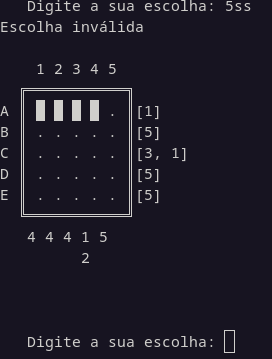 Digite a sua escolha: 5ss
Escolha inválida
1 2 3 4 5
A █ █ █ █ . [1]
B . . . . . [5]
C . . . . . [3, 1]
D . . . . . [5]
E . . . . . [5]
4 4 4 1 5
2
Digite a sua escolha: